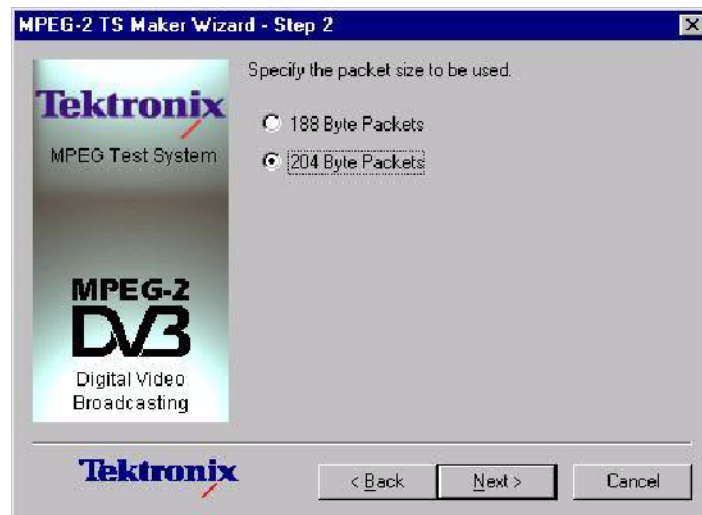 MPEG-2 TS Maker Wizard - Step 2
Specify the packet size to be used.
188 Byte Packets
204 Byte Packets
Tektronix
MPEG Test System
MPEG-2
DVB
Digital Video
Broadcasting
Tektronix
< Back
Next >
Cancel